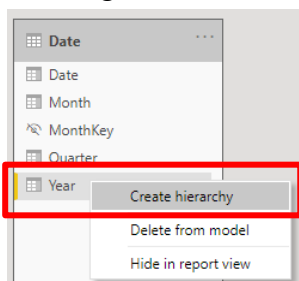 Date ...
Date
Month
MonthKey
Quarter
Year
Create hierarchy
Delete from model
Hide in report view